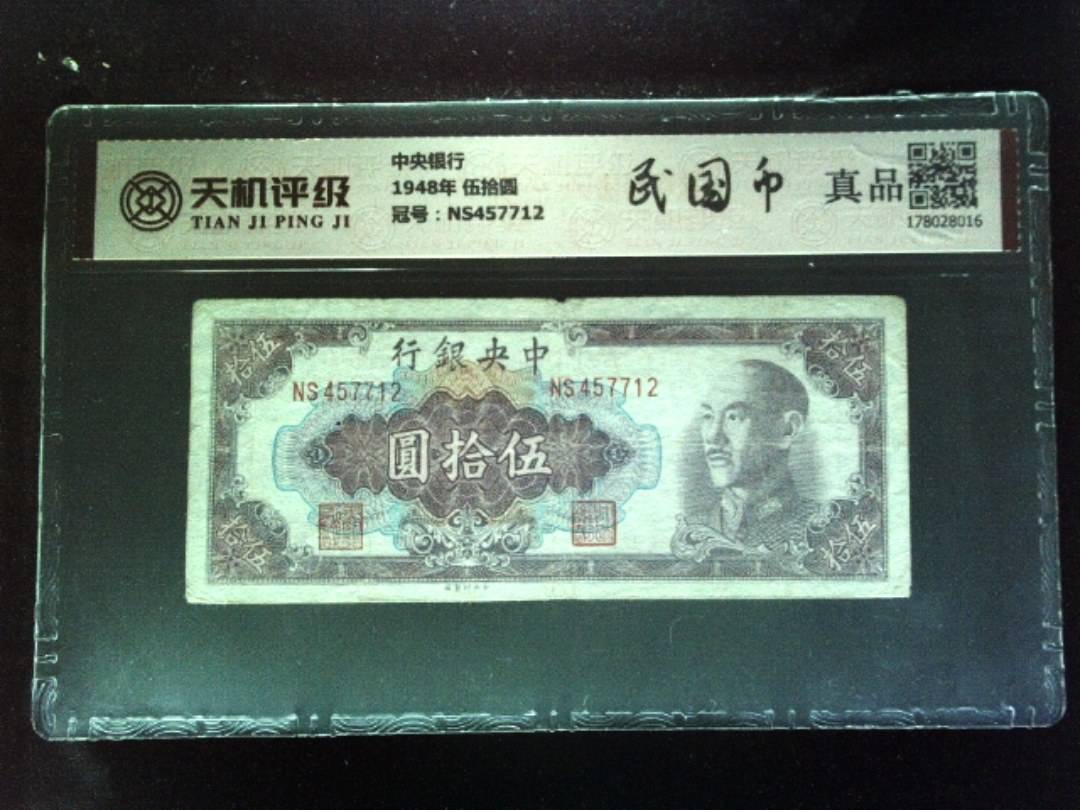 天机评级
TIAN JI PING JI
中央银行
1948年 伍拾圆
冠号：NS457712
民国币
真品
178028016
行銀央中
NS457712
NS457712
圓拾伍
拾伍
拾伍
拾伍
拾伍